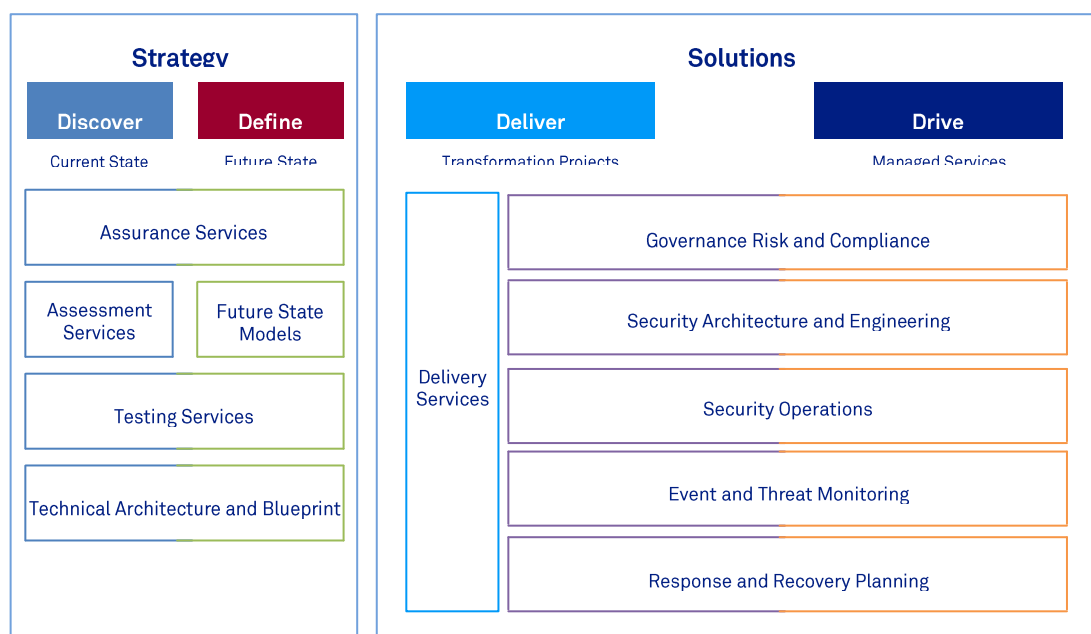 Strategy
Solutions
Discover
Define
Deliver
Drive
Current State
Future State
Transformation Projects
Managed Services
Assurance Services
Assessment
Services
Future State
Models
Testing Services
Technical Architecture and Blueprint
Delivery
Services
Governance Risk and Compliance
Security Architecture and Engineering
Security Operations
Event and Threat Monitoring
Response and Recovery Planning